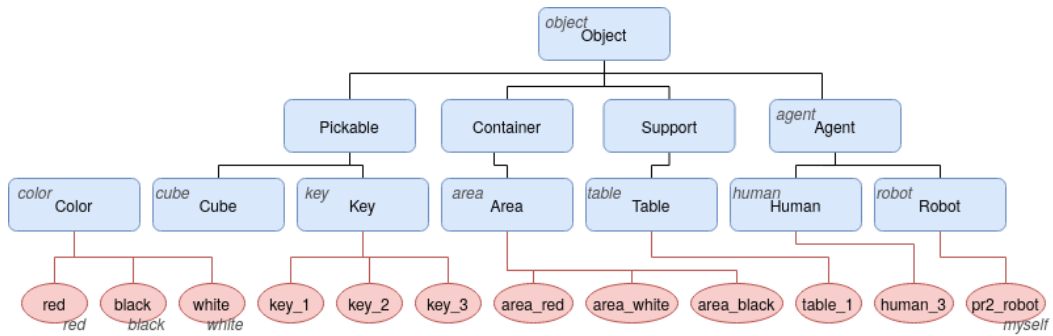 object
Object
Pickable
Container
Support
agent
Agent
color
Color
cube
Cube
key
Key
area
Area
table
Table
human
Human
robot
Robot
red
red
black
black
white
white
key_1
key_2
key_3
area_red
area_white
area_black
table_1
human_3
pr2_robot
myself